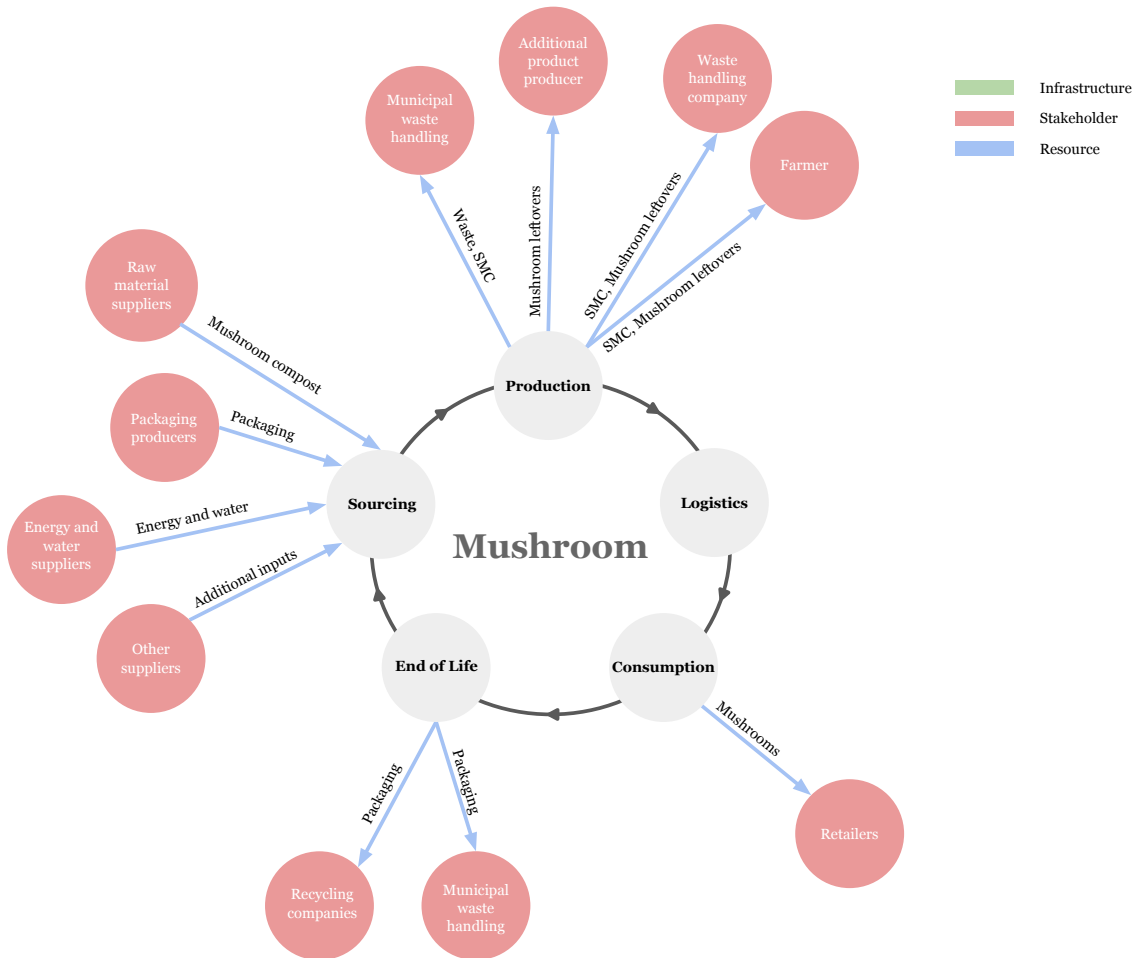 Additional
product
producer
Waste
handling
company
Municipal
waste
handling
Farmer
Infrastructure
Stakeholder
Resource
Waste, SMC
Mushroom leftovers
SMC, Mushroom leftovers
SMC, Mushroom leftovers
Raw
material
suppliers
Mushroom compost
Packaging
producers
Packaging
Energy and
water
suppliers
Energy and water
Other
suppliers
Additional inputs
Production
Sourcing
Logistics
Mushroom
End of Life
Consumption
Mushrooms
Retailers
Packaging
Packaging
Recycling
companies
Municipal
waste
handling